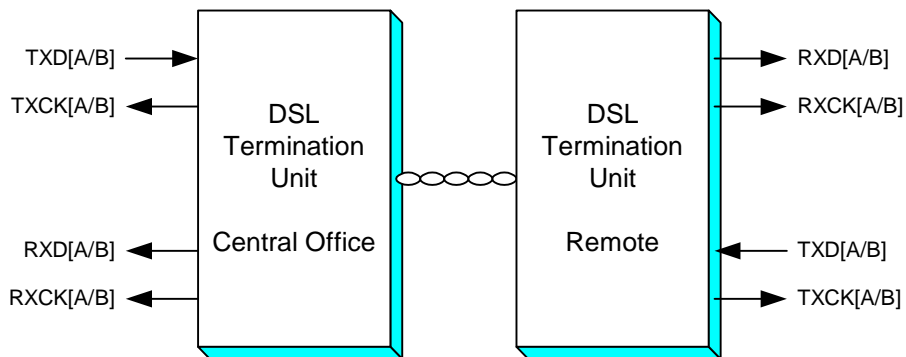 TXD[A/B]
TXCK[A/B]
RXD[A/B]
RXCK[A/B]
DSL
Termination
Unit
Central Office
DSL
Termination
Unit
Remote
RXD[A/B]
RXCK[A/B]
TXD[A/B]
TXCK[A/B]